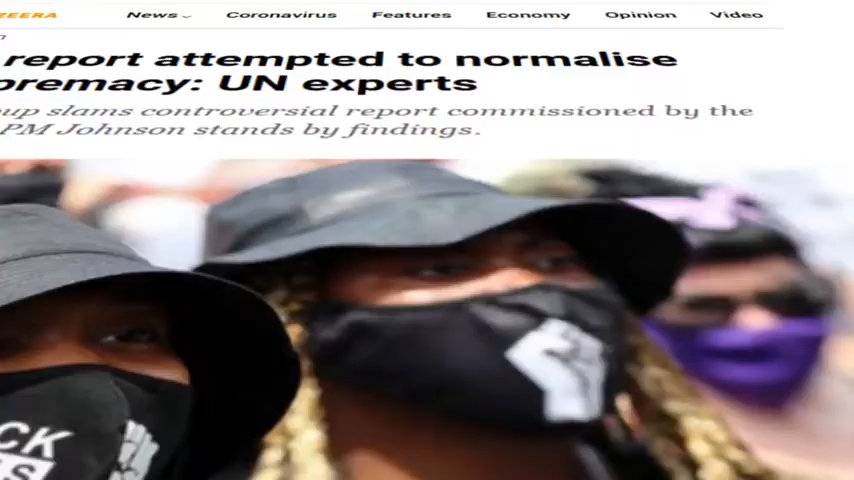 ZEERA News Coronavirus Features Economy Opinion Video
report attempted to normalise
premacy: UN experts
up slams controversial report commissioned by the
PM Johnson stands by findings.
CK